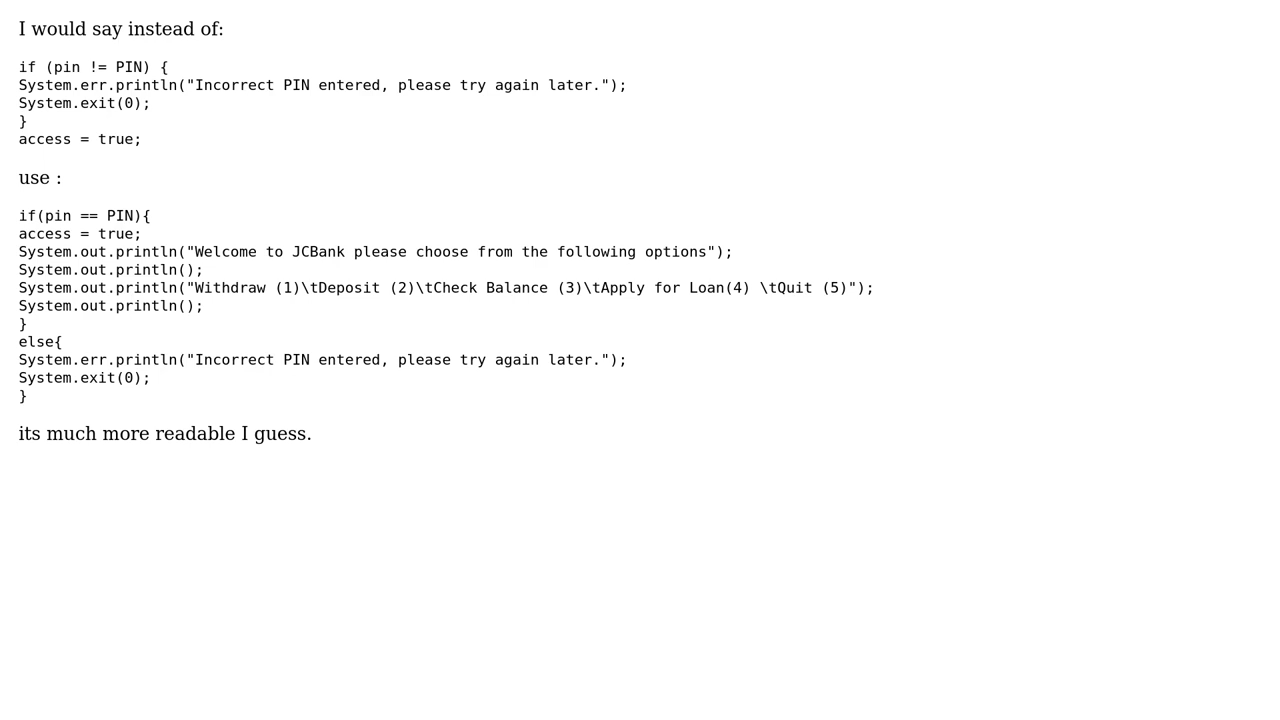 I would say instead of:
if (pin != PIN) {
System.err.println("Incorrect PIN entered, please try again later.");
System.exit(0);
}
access = true;
use :
if(pin == PIN){
access = true;
System.out.println("Welcome to JCBank please choose from the following options");
System.out.println();
System.out.println("Withdraw (1)\tDeposit (2)\tCheck Balance (3)\tApply for Loan(4) \tQuit (5)");
System.out.println();
}
else{
System.err.println("Incorrect PIN entered, please try again later.");
System.exit(0);
}
its much more readable I guess.